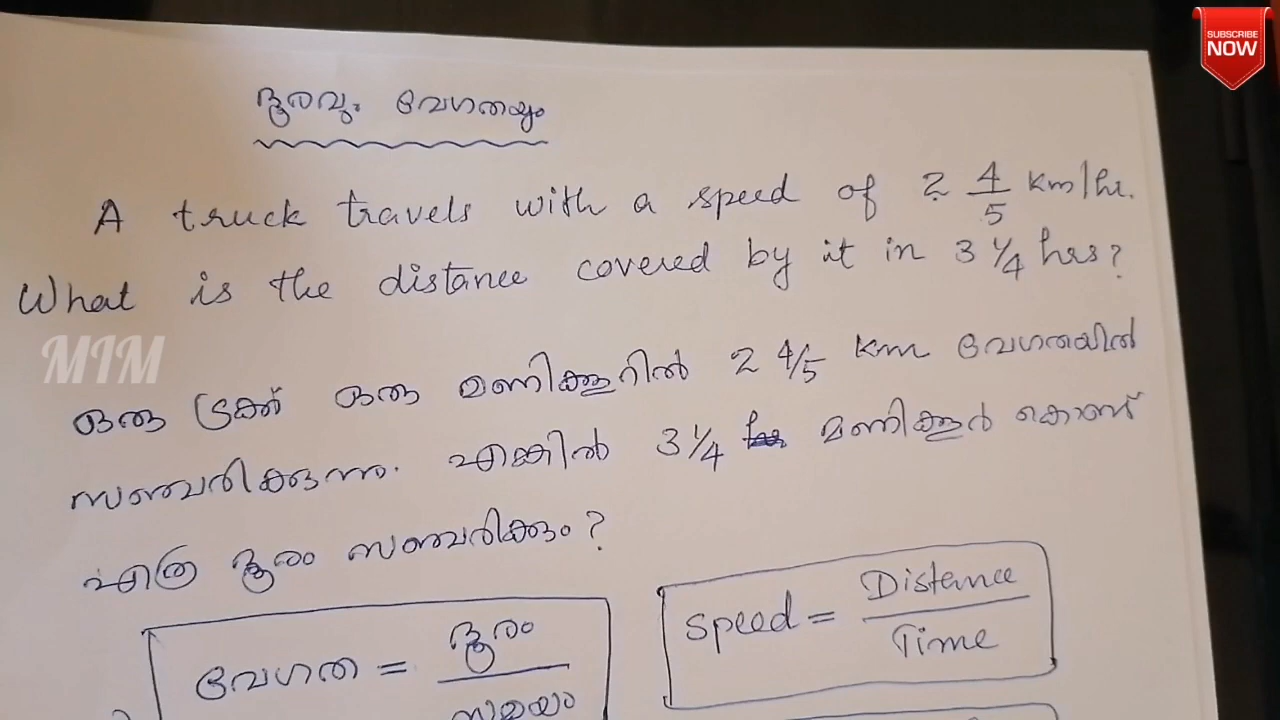 SUBSCRIBE
NOW
ദൂരവും വേഗതയും
A truck travels with a speed of 2 4/5 km/hr.
What is the distance covered by it in 3 1/4 hrs?
MIM
ഒരു ട്രക്ക് ഒരു മണിക്കൂറിൽ 2 4/5 km വേഗതയിൽ
സഞ്ചരിക്കുന്നു. എങ്കിൽ 3 1/4 മണിക്കൂർ കൊണ്ട്
എത്ര ദൂരം സഞ്ചരിക്കും?
വേഗത = ദൂരം / സമയം
Speed = Distance / Time